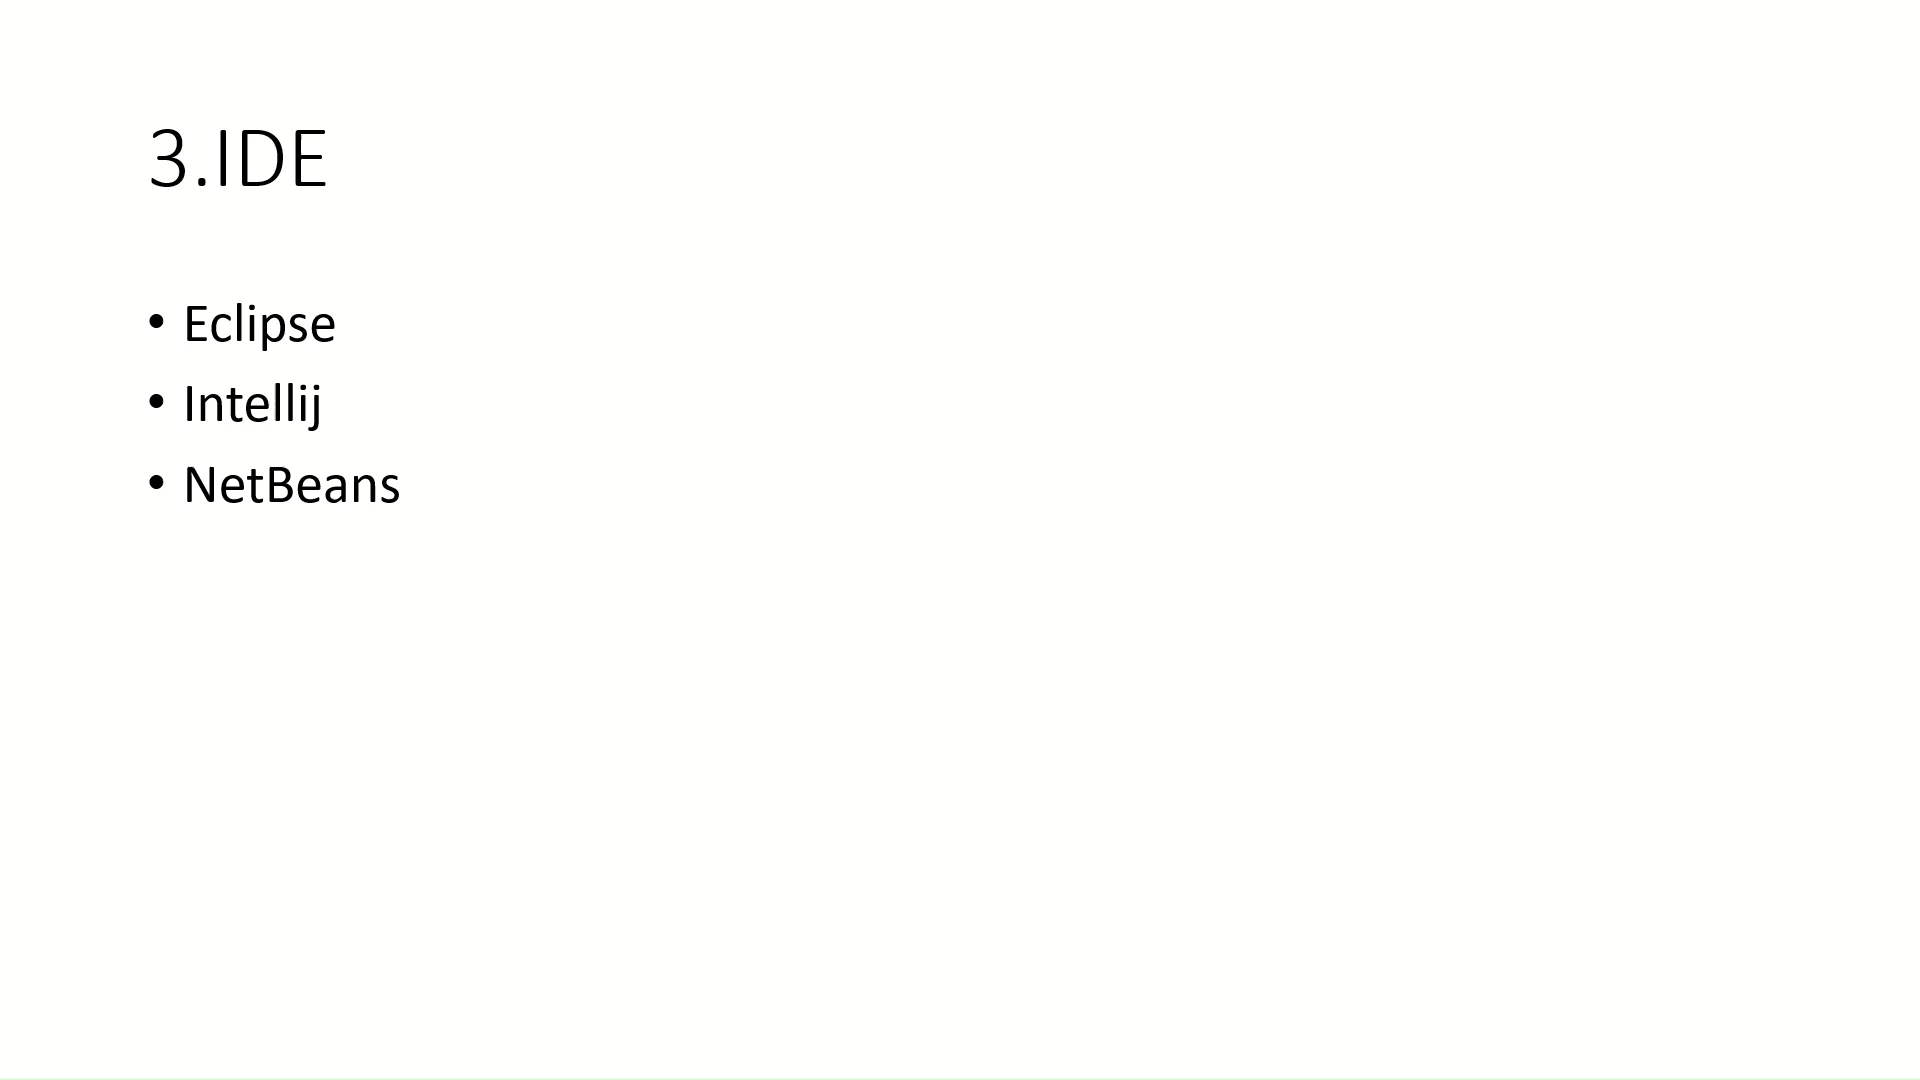 3.IDE
• Eclipse
• Intellij
• NetBeans